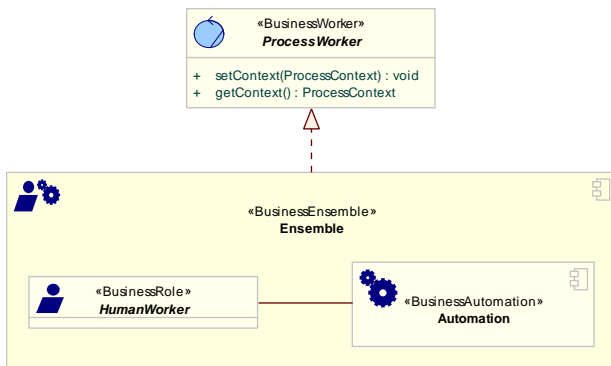 «BusinessWorker»
ProcessWorker
+ setContext(ProcessContext) : void
+ getContext() : ProcessContext
«BusinessEnsemble»
Ensemble
«BusinessRole»
HumanWorker
«BusinessAutomation»
Automation